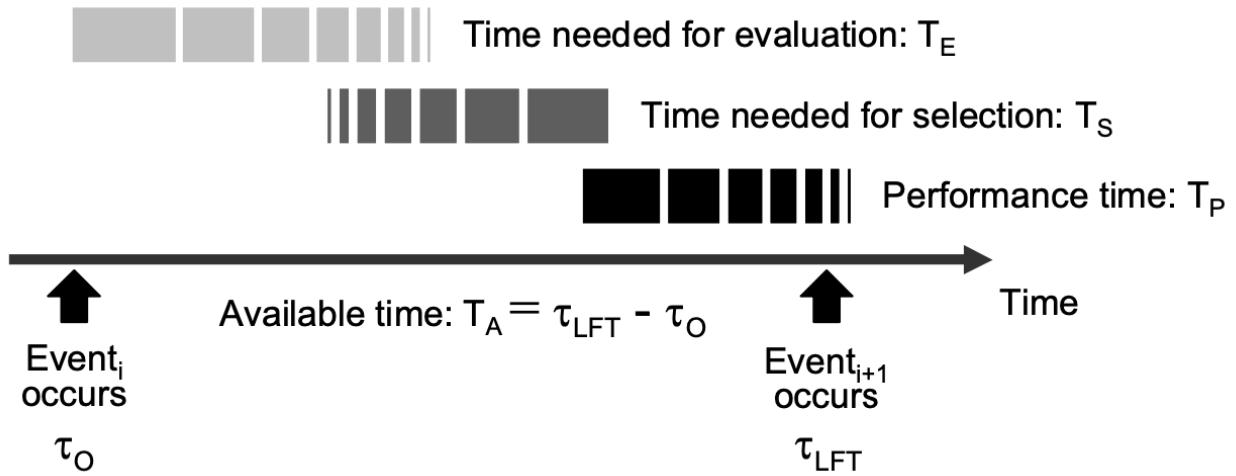 Time needed for evaluation: T_E
Time needed for selection: T_S
Performance time: T_P
Time
Available time: T_A = τ_LFT - τ_O
Event_i
occurs
τ_O
Event_i+1
occurs
τ_LFT